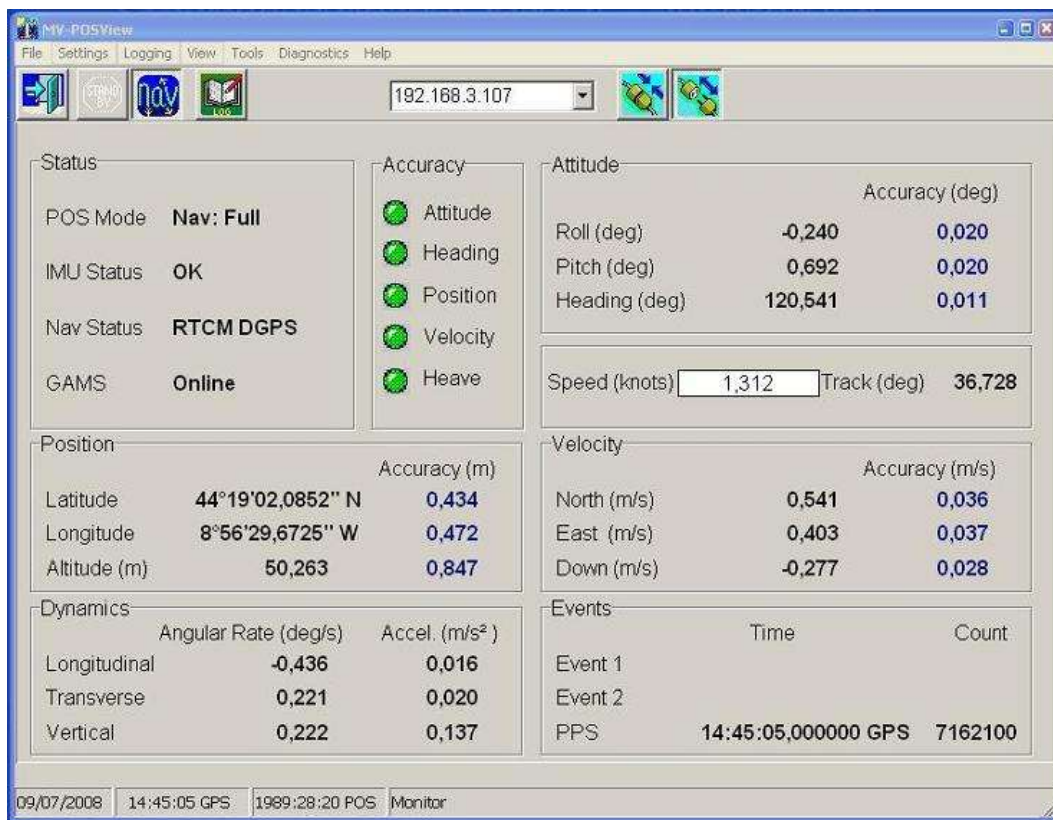 MV-POSView
File Settings Logging View Tools Diagnostics Help
STAND BY nav LOG 192.168.3.107
Status
POS Mode Nav: Full
IMU Status OK
Nav Status RTCM DGPS
GAMS Online
Accuracy
Attitude
Heading
Position
Velocity
Heave
Attitude
Accuracy (deg)
Roll (deg) -0,240 0,020
Pitch (deg) 0,692 0,020
Heading (deg) 120,541 0,011
Speed (knots) 1,312 Track (deg) 36,728
Position
Accuracy (m)
Latitude 44°19'02,0852" N 0,434
Longitude 8°56'29,6725" W 0,472
Altitude (m) 50,263 0,847
Velocity
Accuracy (m/s)
North (m/s) 0,541 0,036
East (m/s) 0,403 0,037
Down (m/s) -0,277 0,028
Dynamics
Angular Rate (deg/s) Accel. (m/s²)
Longitudinal -0,436 0,016
Transverse 0,221 0,020
Vertical 0,222 0,137
Events
Time Count
Event 1
Event 2
PPS 14:45:05,000000 GPS 7162100
09/07/2008 14:45:05 GPS 1989:28:20 POS Monitor